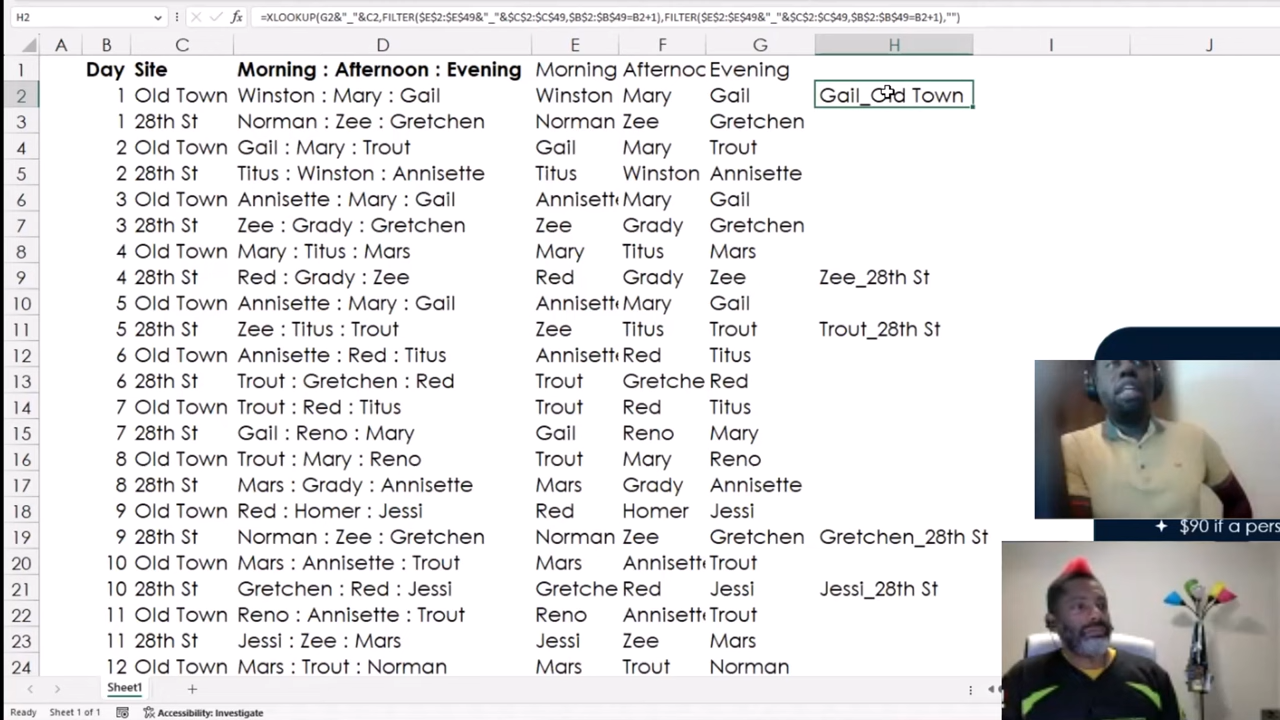 H2 fx =XLOOKUP(G2&"_"&C2,FILTER($E$2:$E$49&"_"&$C$2:$C$49,$B$2:$B$49=B2+1),FILTER($E$2:$E$49&"_"&$C$2:$C$49,$B$2:$B$49=B2+1),"")
A B C D E F G H I J
1 Day Site Morning : Afternoon : Evening Morning Afternoc Evening
2 1 Old Town Winston : Mary : Gail Winston Mary Gail Gail_Old Town
3 1 28th St Norman : Zee : Gretchen Norman Zee Gretchen
4 2 Old Town Gail : Mary : Trout Gail Mary Trout
5 2 28th St Titus : Winston : Annisette Titus Winston Annisette
6 3 Old Town Annisette : Mary : Gail Annisette Mary Gail
7 3 28th St Zee : Grady : Gretchen Zee Grady Gretchen
8 4 Old Town Mary : Titus : Mars Mary Titus Mars
9 4 28th St Red : Grady : Zee Red Grady Zee Zee_28th St
10 5 Old Town Annisette : Mary : Gail Annisette Mary Gail
11 5 28th St Zee : Titus : Trout Zee Titus Trout Trout_28th St
12 6 Old Town Annisette : Red : Titus Annisette Red Titus
13 6 28th St Trout : Gretchen : Red Trout Gretche Red
14 7 Old Town Trout : Red : Titus Trout Red Titus
15 7 28th St Gail : Reno : Mary Gail Reno Mary
16 8 Old Town Trout : Mary : Reno Trout Mary Reno
17 8 28th St Mars : Grady : Annisette Mars Grady Annisette
18 9 Old Town Red : Homer : Jessi Red Homer Jessi
19 9 28th St Norman : Zee : Gretchen Norman Zee Gretchen Gretchen_28th St
20 10 Old Town Mars : Annisette : Trout Mars Annisett Trout
21 10 28th St Gretchen : Red : Jessi Gretche Red Jessi Jessi_28th St
22 11 Old Town Reno : Annisette : Trout Reno Annisett Trout
23 11 28th St Jessi : Zee : Mars Jessi Zee Mars
24 12 Old Town Mars : Trout : Norman Mars Trout Norman
$90 if a pers
Sheet1
Ready Sheet 1 of 1 Accessibility: Investigate